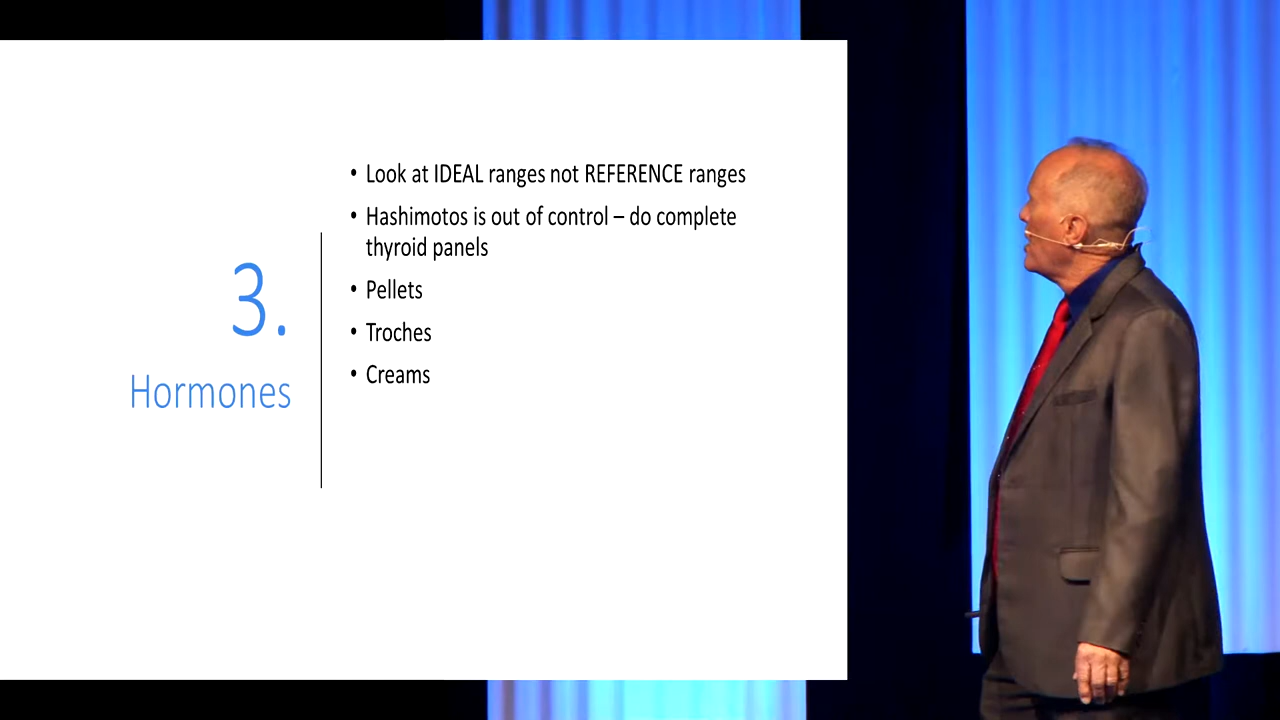 3.
Hormones
• Look at IDEAL ranges not REFERENCE ranges
• Hashimotos is out of control – do complete
thyroid panels
• Pellets
• Troches
• Creams